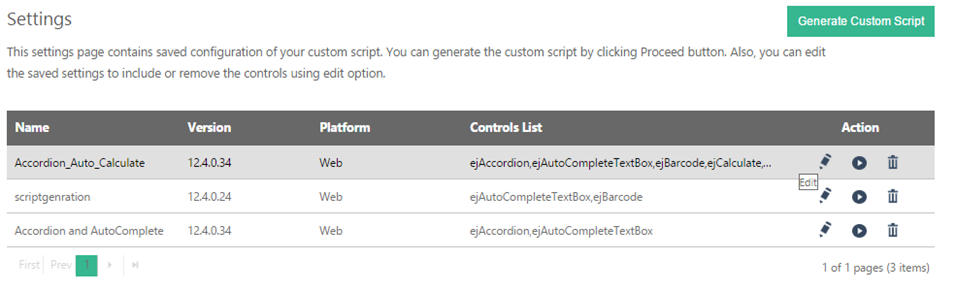 Settings
Generate Custom Script
This settings page contains saved configuration of your custom script. You can generate the custom script by clicking Proceed button. Also, you can edit
the saved settings to include or remove the controls using edit option.
Name Version Platform Controls List Action
Accordion_Auto_Calculate 12.4.0.34 Web ejAccordion,ejAutoCompleteTextBox,ejBarcode,ejCalculate,...
Edit
scriptgenration 12.4.0.24 Web ejAutoCompleteTextBox,ejBarcode
Accordion and AutoComplete 12.4.0.34 Web ejAccordion,ejAutoCompleteTextBox
First Prev 1
1 of 1 pages (3 items)